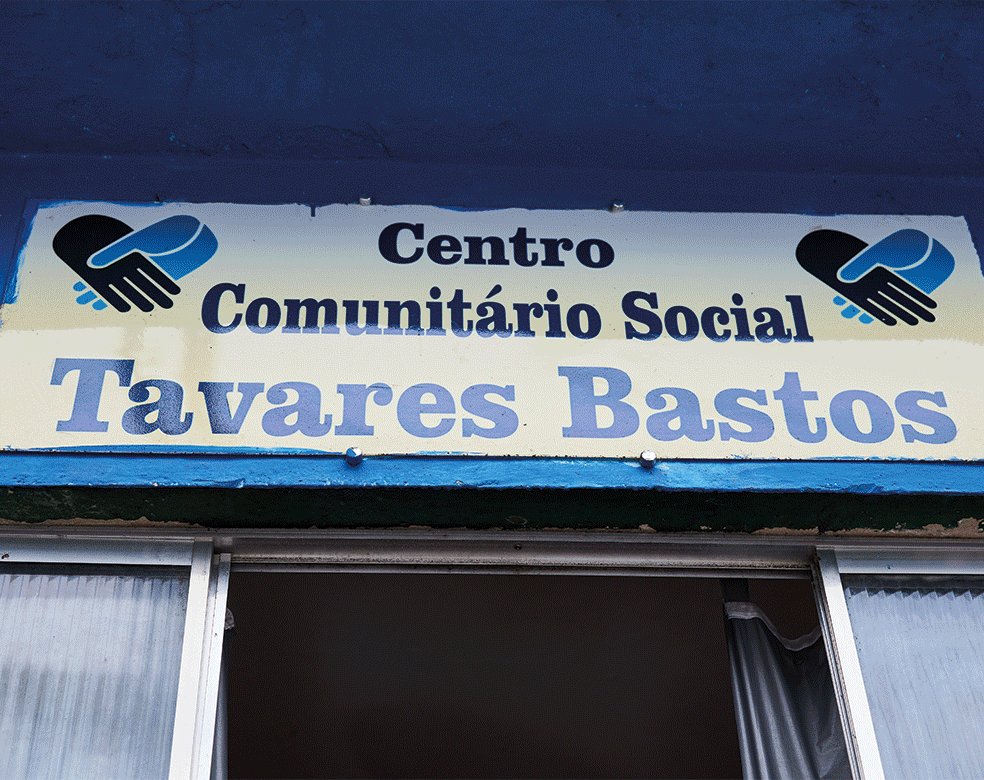 Centro
Comunitário Social
Tavares Bastos